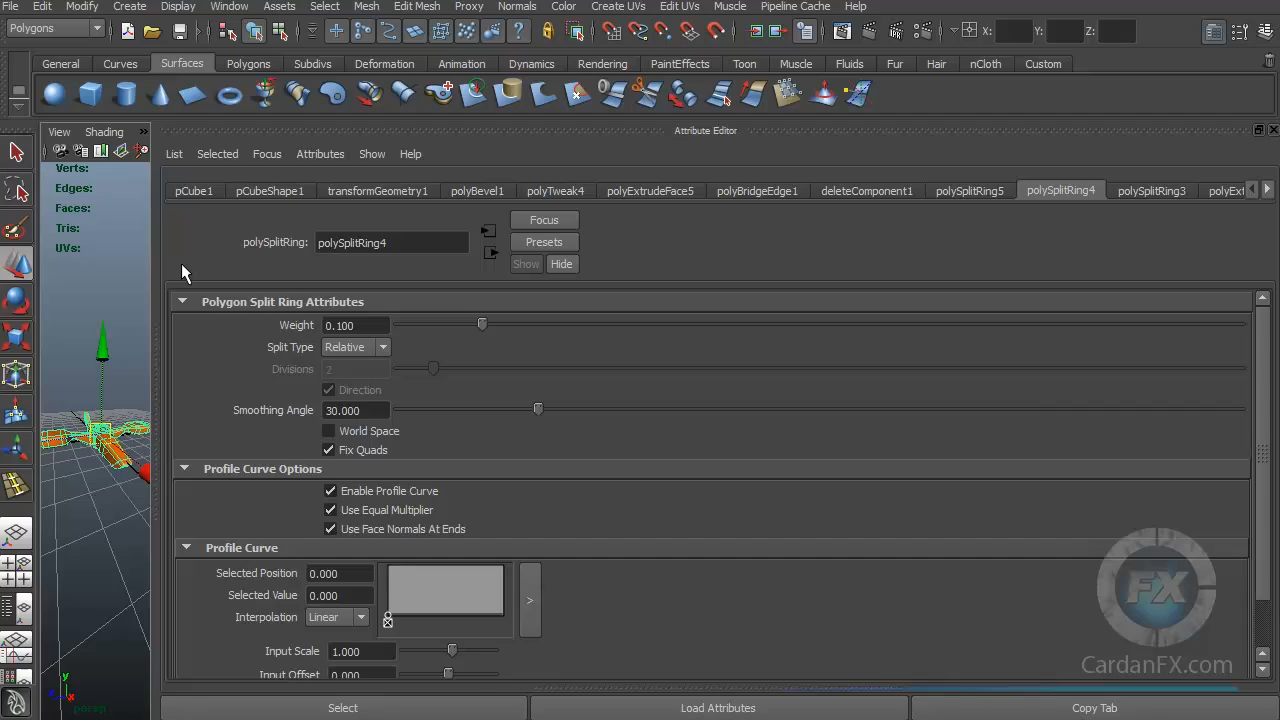 File Edit Modify Create Display Window Assets Select Mesh Edit Mesh Proxy Normals Color Create UVs Edit UVs Muscle Pipeline Cache Help
Polygons X: Y: Z:
General Curves Surfaces Polygons Subdivs Deformation Animation Dynamics Rendering PaintEffects Toon Muscle Fluids Fur Hair nCloth Custom
View Shading »
Attribute Editor
List Selected Focus Attributes Show Help
Verts:
Edges:
Faces:
Tris:
UVs:
pCube1 pCubeShape1 transformGeometry1 polyBevel1 polyTweak4 polyExtrudeFace5 polyBridgeEdge1 deleteComponent1 polySplitRing5 polySplitRing4 polySplitRing3 polyExt
Focus
polySplitRing: polySplitRing4 Presets
Show Hide
Polygon Split Ring Attributes
Weight 0.100
Split Type Relative
Divisions 2
Direction
Smoothing Angle 30.000
World Space
Fix Quads
Profile Curve Options
Enable Profile Curve
Use Equal Multiplier
Use Face Normals At Ends
Profile Curve
Selected Position 0.000
Selected Value 0.000
Interpolation Linear >
Input Scale 1.000
Input Offset 0.000
FX
CardanFX.com
y
z x
persp
Select Load Attributes Copy Tab